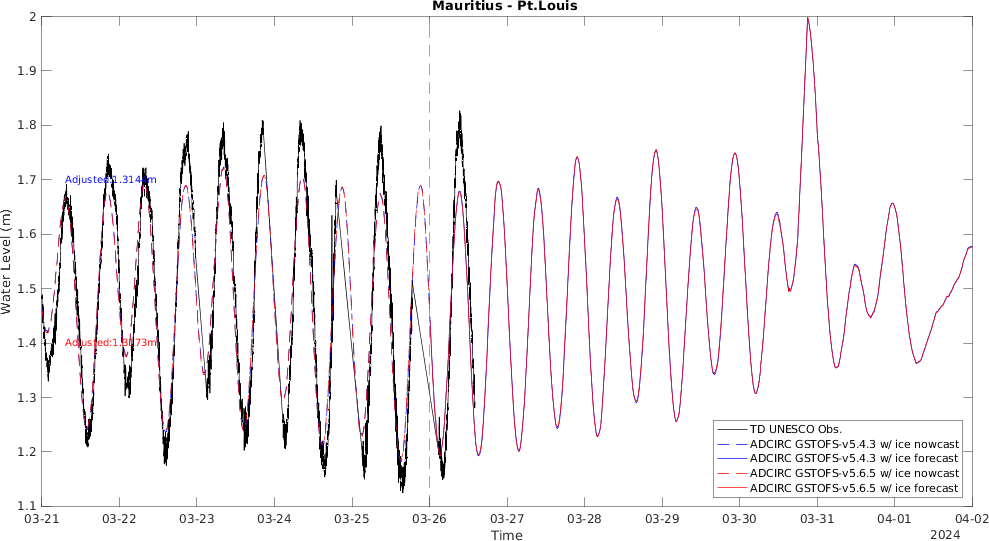 Mauritius - Pt.Louis
Water Level (m)
2
1.9
1.8
1.7
1.6
1.5
1.4
1.3
1.2
1.1
Adjusted:1.3143m
Adjusted:1.3173m
TD UNESCO Obs.
ADCIRC GSTOFS-v5.4.3 w/ ice nowcast
ADCIRC GSTOFS-v5.4.3 w/ ice forecast
ADCIRC GSTOFS-v5.6.5 w/ ice nowcast
ADCIRC GSTOFS-v5.6.5 w/ ice forecast
03-21 03-22 03-23 03-24 03-25 03-26 03-27 03-28 03-29 03-30 03-31 04-01 04-02
Time
2024